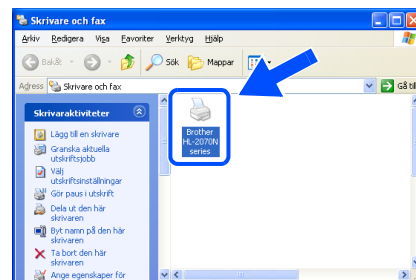 Skrivare och fax
Arkiv Redigera Visa Favoriter Verktyg Hjälp
Bakåt Sök Mappar
Adress Skrivare och fax Gå till
Skrivaraktiviteter
Lägg till en skrivare
Granska aktuella
utskriftsjobb
Välj
utskriftsinställningar
Gör paus i utskrift
Dela ut den här
skrivaren
Byt namn på den här
skrivaren
Ta bort den här
skrivaren
Ange egenskaper för
Brother
HL-2070N
series